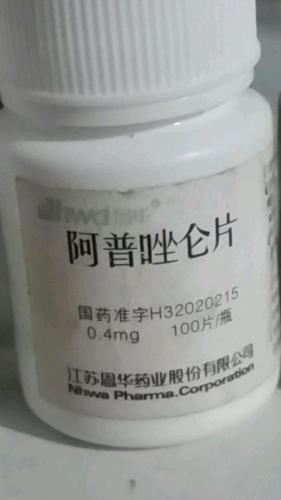 阿普唑仑片
国药准字H32020215
0.4mg 100片/瓶
江苏恩华药业股份有限公司
Nhwa Pharma.Corporation